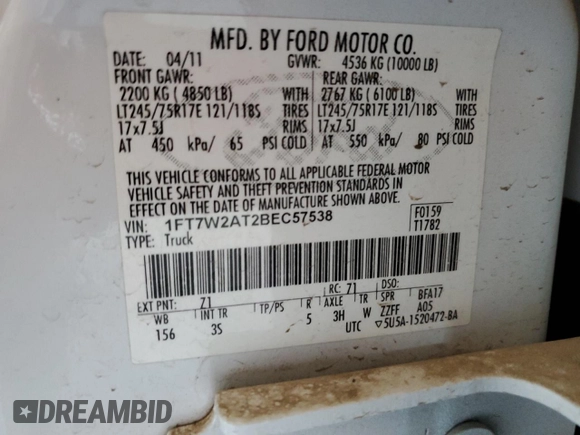 MFD. BY FORD MOTOR CO.
DATE: 04/11 GVWR: 4536 KG (10000 LB)
FRONT GAWR: REAR GAWR:
2200 KG ( 4850 LB) WITH 2767 KG ( 6100 LB) WITH
LT245/75R17E 121/118S TIRES LT245/75R17E 121/118S TIRES
17x7.5J RIMS 17x7.5J RIMS
AT 450 kPa/ 65 PSI COLD AT 550 kPa/ 80 PSI COLD
THIS VEHICLE CONFORMS TO ALL APPLICABLE FEDERAL MOTOR
VEHICLE SAFETY AND THEFT PREVENTION STANDARDS IN
EFFECT ON THE DATE OF MANUFACTURE SHOWN ABOVE.
VIN: 1FT7W2AT2BEC57538 F0159
TYPE: Truck T1782
EXT PNT: Z1 RC: 71 DSO:
WB INT TR TP/PS R AXLE TR SPR BFA17
156 3S 5 3H W ZZFF A05
UTC ▽5U5A-1520472-BA
DREAMBID